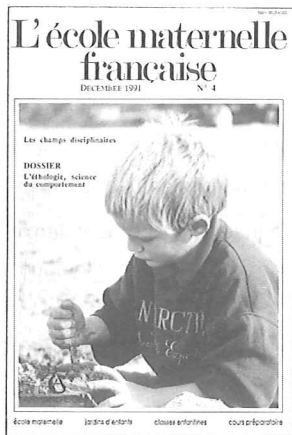 L'école maternelle
française
DÉCEMBRE 1991 N° 4
Les champs disciplinaires
DOSSIER
L'éthologie, science
du comportement
école maternelle jardins d'enfants classes enfantines cours préparatoire